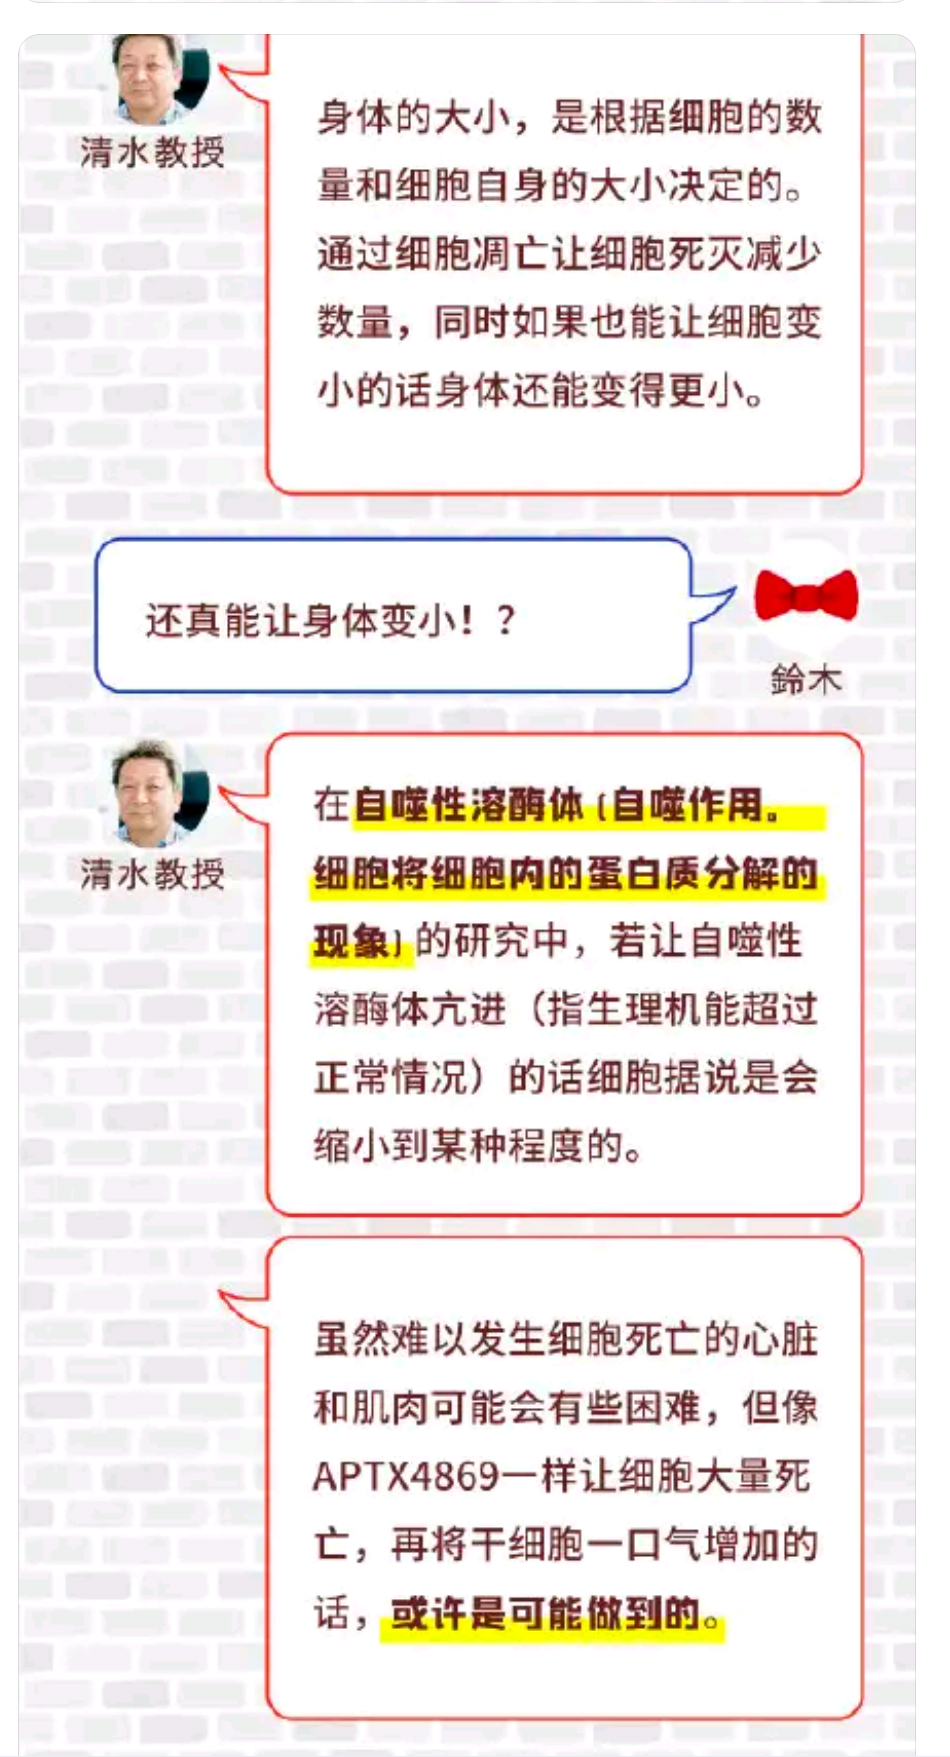 清水教授
身体的大小，是根据细胞的数
量和细胞自身的大小决定的。
通过细胞凋亡让细胞死灭减少
数量，同时如果也能让细胞变
小的话身体还能变得更小。
还真能让身体变小！？
鈴木
清水教授
在自噬性溶酶体（自噬作用。
细胞将细胞内的蛋白质分解的
现象）的研究中，若让自噬性
溶酶体亢进（指生理机能超过
正常情况）的话细胞据说是会
缩小到某种程度的。
虽然难以发生细胞死亡的心脏
和肌肉可能会有些困难，但像
APTX4869一样让细胞大量死
亡，再将干细胞一口气增加的
话，或许是可能做到的。